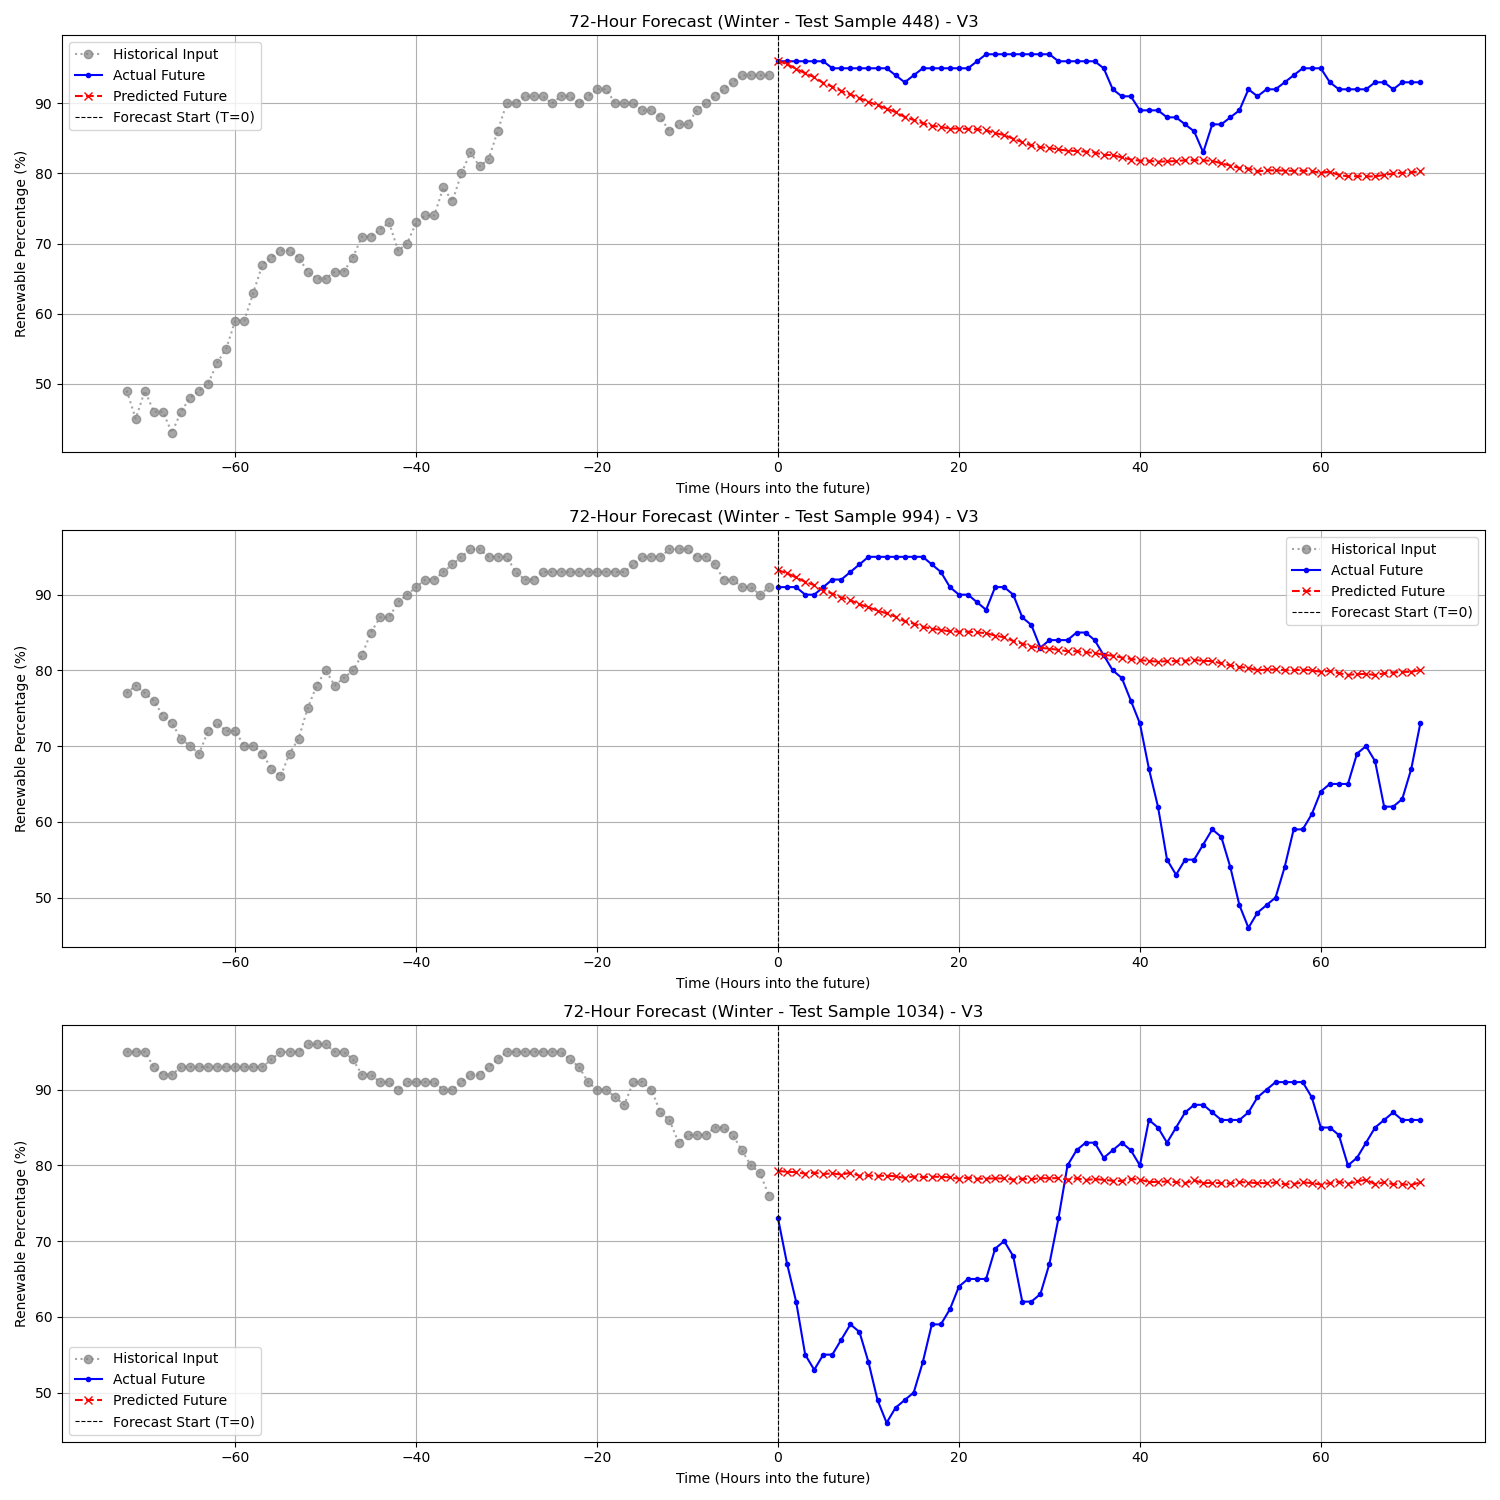 72-Hour Forecast (Winter - Test Sample 448) - V3
Historical Input
Actual Future
Predicted Future
Forecast Start (T=0)
Renewable Percentage (%)
90
80
70
60
50
−60
−40
−20
0
20
40
60
Time (Hours into the future)
72-Hour Forecast (Winter - Test Sample 994) - V3
Historical Input
Actual Future
Predicted Future
Forecast Start (T=0)
Renewable Percentage (%)
90
80
70
60
50
−60
−40
−20
0
20
40
60
Time (Hours into the future)
72-Hour Forecast (Winter - Test Sample 1034) - V3
Renewable Percentage (%)
90
80
70
60
50
Historical Input
Actual Future
Predicted Future
Forecast Start (T=0)
−60
−40
−20
0
20
40
60
Time (Hours into the future)